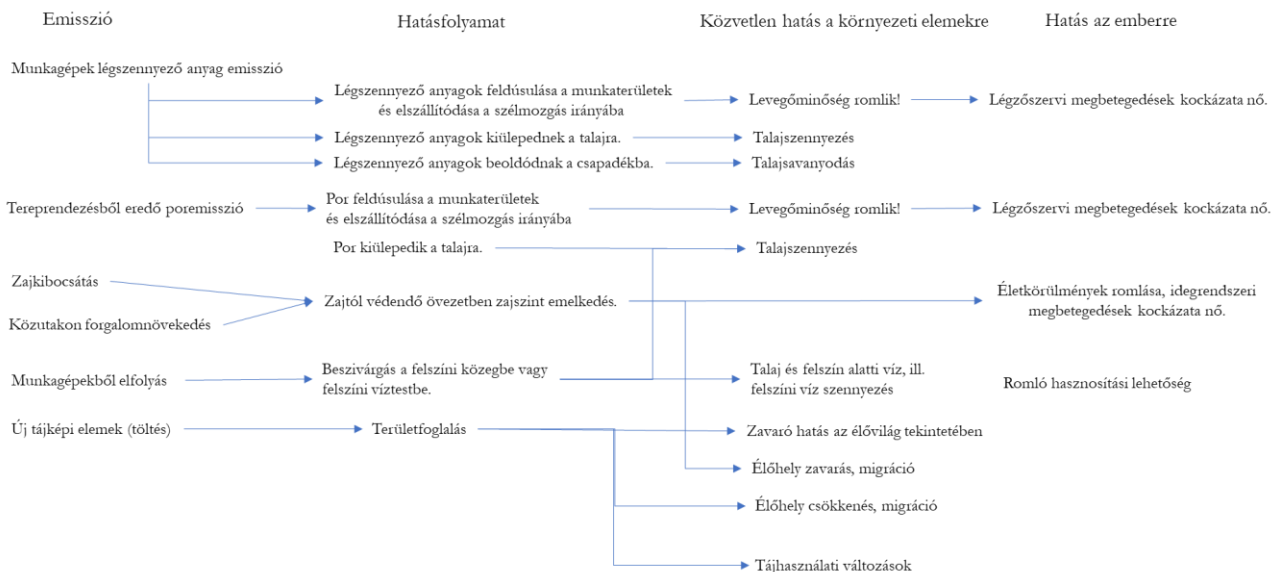 Emisszió
Hatásfolyamat
Közvetlen hatás a környezeti elemekre
Hatás az emberre
Munkagépek légszennyező anyag emisszió
Légszennyező anyagok feldúsulása a munkaterületek
és elszállítódása a szélmozgás irányába
Levegőminőség romlik!
Légzőszervi megbetegedések kockázata nő.
Légszennyező anyagok kiülepednek a talajra.
Talajszennyezés
Légszennyező anyagok beoldódnak a csapadékba.
Talajsavanyodás
Tereprendezésből eredő poremisszió
Por feldúsulása a munkaterületek
és elszállítódása a szélmozgás irányába
Levegőminőség romlik!
Légzőszervi megbetegedések kockázata nő.
Por kiülepedik a talajra.
Talajszennyezés
Zajkibocsátás
Zajtól védendő övezetben zajszint emelkedés.
Életkörülmények romlása, idegrendszeri
megbetegedések kockázata nő.
Közutakon forgalomnövekedés
Munkagépekből elfolyás
Beszivárgás a felszíni közegbe vagy
felszíni víztestbe.
Talaj és felszín alatti víz, ill.
felszíni víz szennyezés
Romló hasznosítási lehetőség
Új tájképi elemek (töltés)
Területfoglalás
Zavaró hatás az élővilág tekintetében
Élőhely zavarás, migráció
Élőhely csökkenés, migráció
Tájhasználati változások